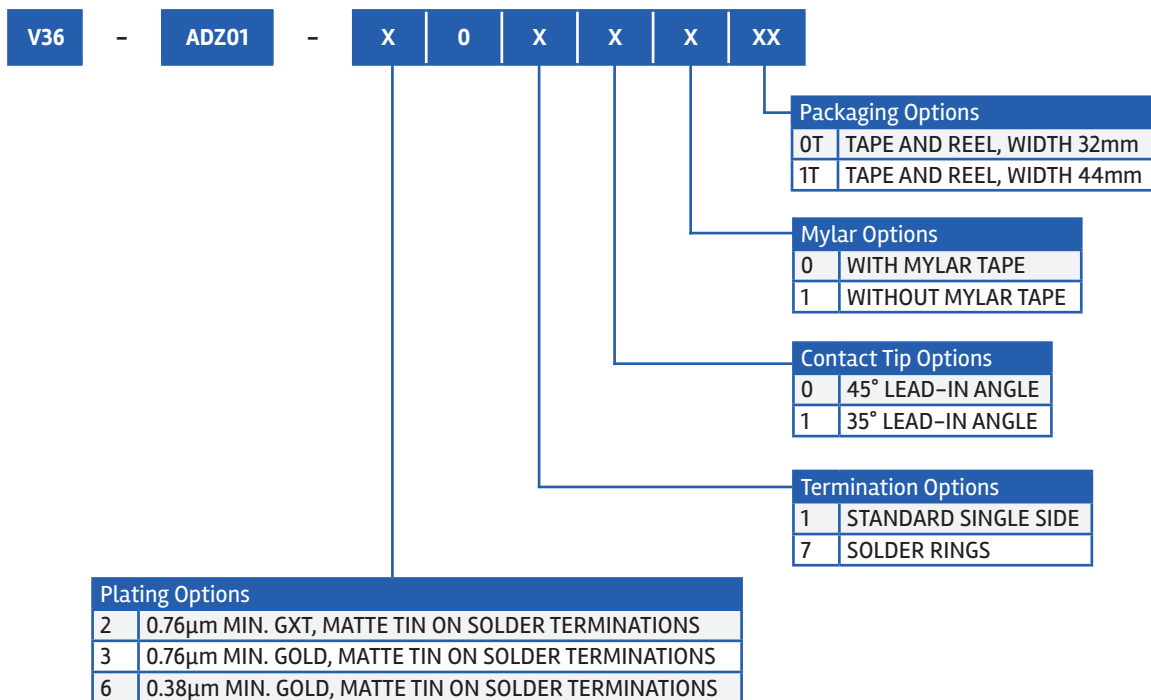 V36 - ADZ01 - X 0 X X X XX
Packaging Options
0T TAPE AND REEL, WIDTH 32mm
1T TAPE AND REEL, WIDTH 44mm
Mylar Options
0 WITH MYLAR TAPE
1 WITHOUT MYLAR TAPE
Contact Tip Options
0 45° LEAD-IN ANGLE
1 35° LEAD-IN ANGLE
Termination Options
1 STANDARD SINGLE SIDE
7 SOLDER RINGS
Plating Options
2 0.76μm MIN. GXT, MATTE TIN ON SOLDER TERMINATIONS
3 0.76μm MIN. GOLD, MATTE TIN ON SOLDER TERMINATIONS
6 0.38μm MIN. GOLD, MATTE TIN ON SOLDER TERMINATIONS